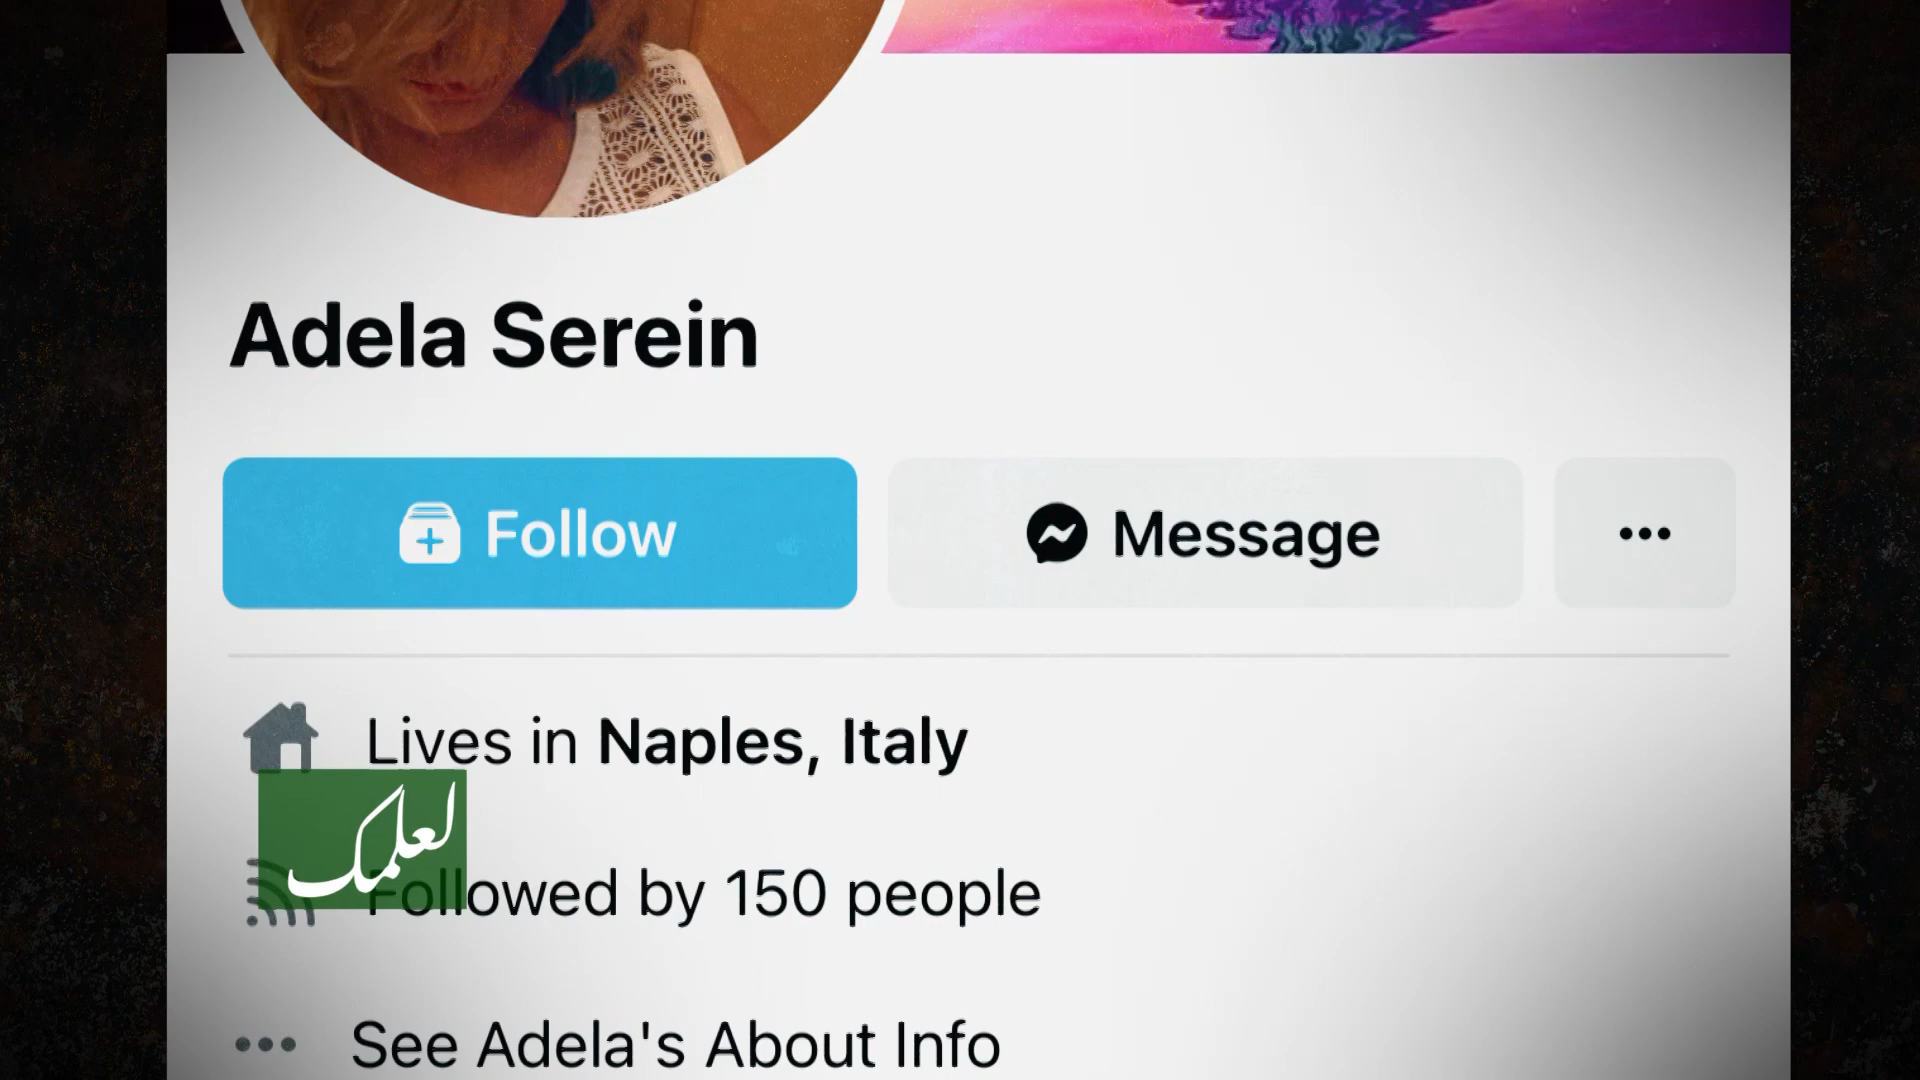 Adela Serein
Follow
Message
Lives in Naples, Italy
لعلمك
Followed by 150 people
See Adela's About Info